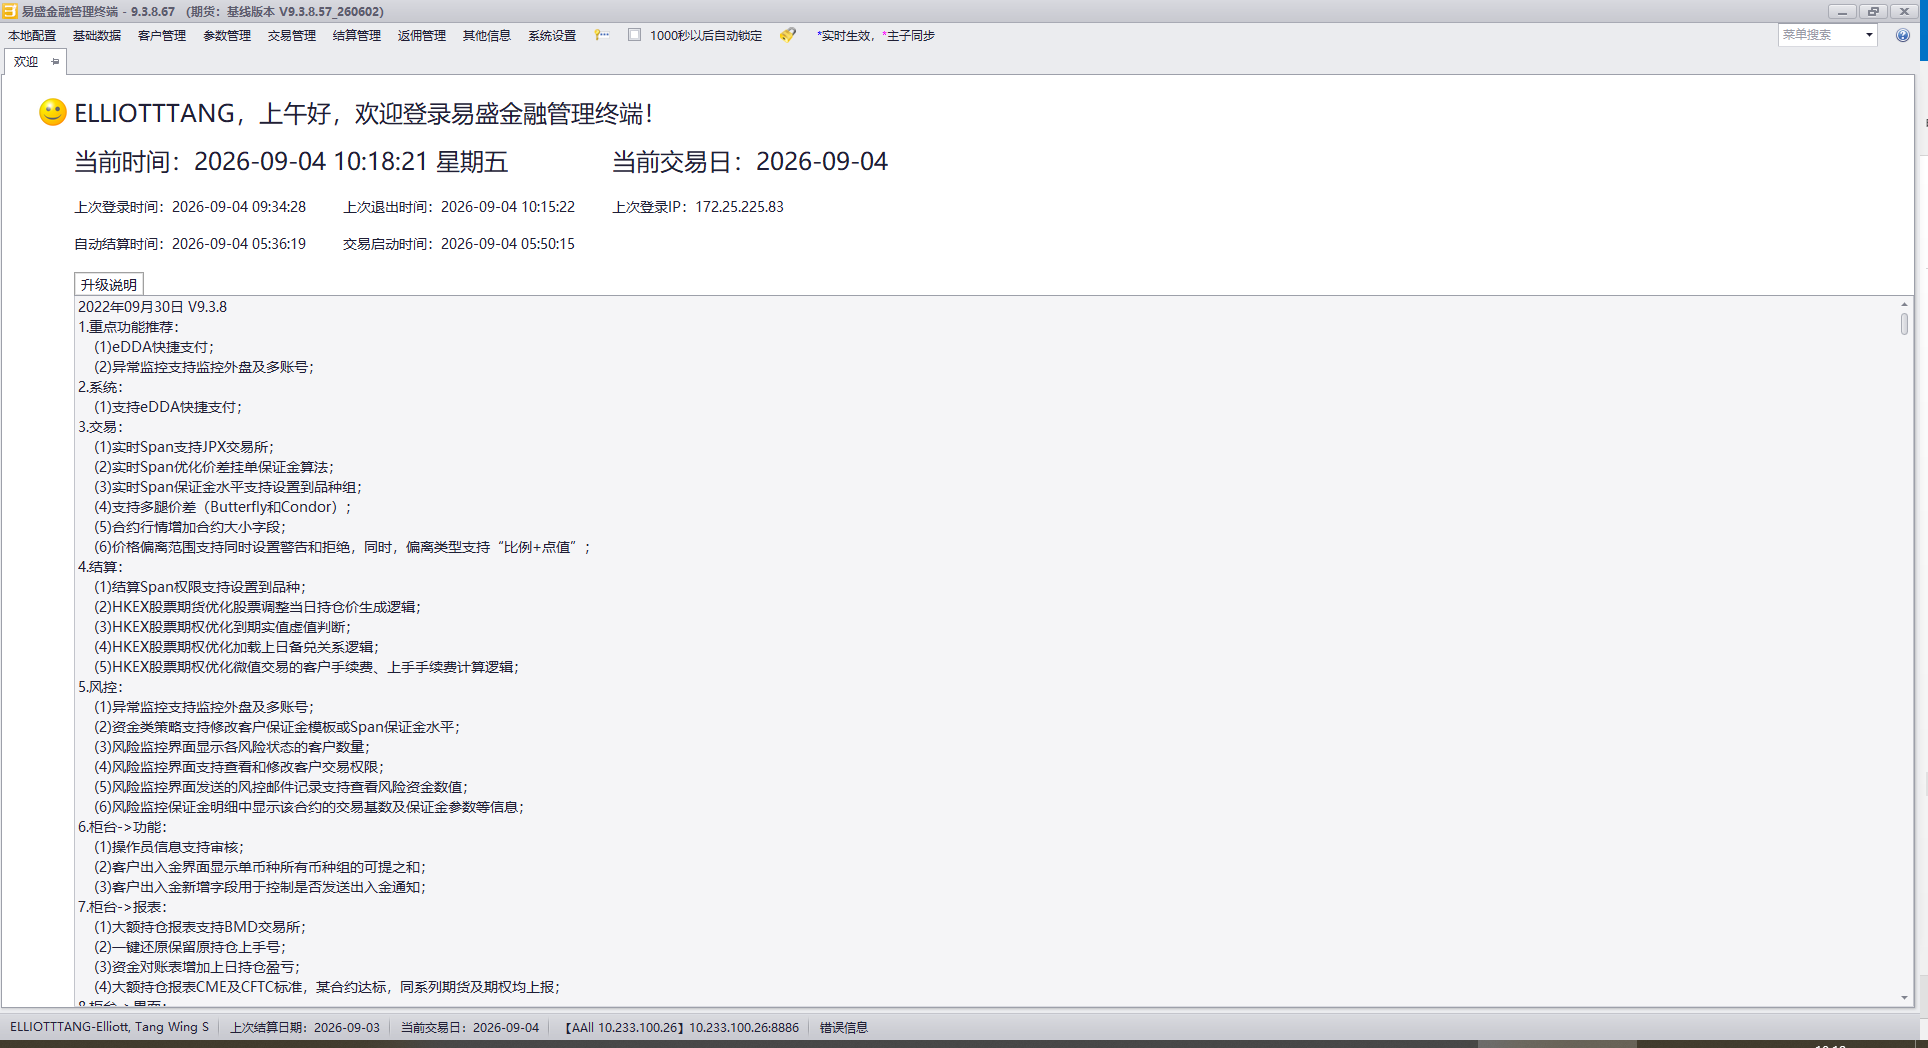 易盛金融管理终端 - 9.3.8.67 （期货：基线版本 V9.3.8.57_260602)
本地配置 基础数据 客户管理 参数管理 交易管理 结算管理 返佣管理 其他信息 系统设置 1000秒以后自动锁定 *实时生效，*主子同步 菜单搜索
欢迎
ELLIOTTTANG，上午好，欢迎登录易盛金融管理终端！
当前时间：2026-09-04 10:18:21 星期五 当前交易日：2026-09-04
上次登录时间：2026-09-04 09:34:28 上次退出时间：2026-09-04 10:15:22 上次登录IP：172.25.225.83
自动结算时间：2026-09-04 05:36:19 交易启动时间：2026-09-04 05:50:15
升级说明
2022年09月30日 V9.3.8
1.重点功能推荐：
(1)eDDA快捷支付；
(2)异常监控支持监控外盘及多账号；
2.系统：
(1)支持eDDA快捷支付；
3.交易：
(1)实时Span支持JPX交易所；
(2)实时Span优化价差挂单保证金算法；
(3)实时Span保证金水平支持设置到品种组；
(4)支持多腿价差（Butterfly和Condor）；
(5)合约行情增加合约大小字段；
(6)价格偏离范围支持同时设置警告和拒绝，同时，偏离类型支持“比例+点值”；
4.结算：
(1)结算Span权限支持设置到品种；
(2)HKEX股票期货优化股票调整当日持仓价生成逻辑；
(3)HKEX股票期权优化到期实值虚值判断；
(4)HKEX股票期权优化加载上日备兑关系逻辑；
(5)HKEX股票期权优化微值交易的客户手续费、上手手续费计算逻辑；
5.风控：
(1)异常监控支持监控外盘及多账号；
(2)资金类策略支持修改客户保证金模板或Span保证金水平；
(3)风险监控界面显示各风险状态的客户数量；
(4)风险监控界面支持查看和修改客户交易权限；
(5)风险监控界面发送的风控邮件记录支持查看风险资金数值；
(6)风险监控保证金明细中显示该合约的交易基数及保证金参数等信息；
6.柜台->功能：
(1)操作员信息支持审核；
(2)客户出入金界面显示单币种所有币种组的可提之和；
(3)客户出入金新增字段用于控制是否发送出入金通知；
7.柜台->报表：
(1)大额持仓报表支持BMD交易所；
(2)一键还原保留原持仓上手号；
(3)资金对账表增加上日持仓盈亏；
(4)大额持仓报表CME及CFTC标准，某合约达标，同系列期货及期权均上报；
8.柜台->界面：
ELLIOTTTANG-Elliott, Tang Wing S 上次结算日期：2026-09-03 当前交易日：2026-09-04 【AAll 10.233.100.26】10.233.100.26:8886 错误信息